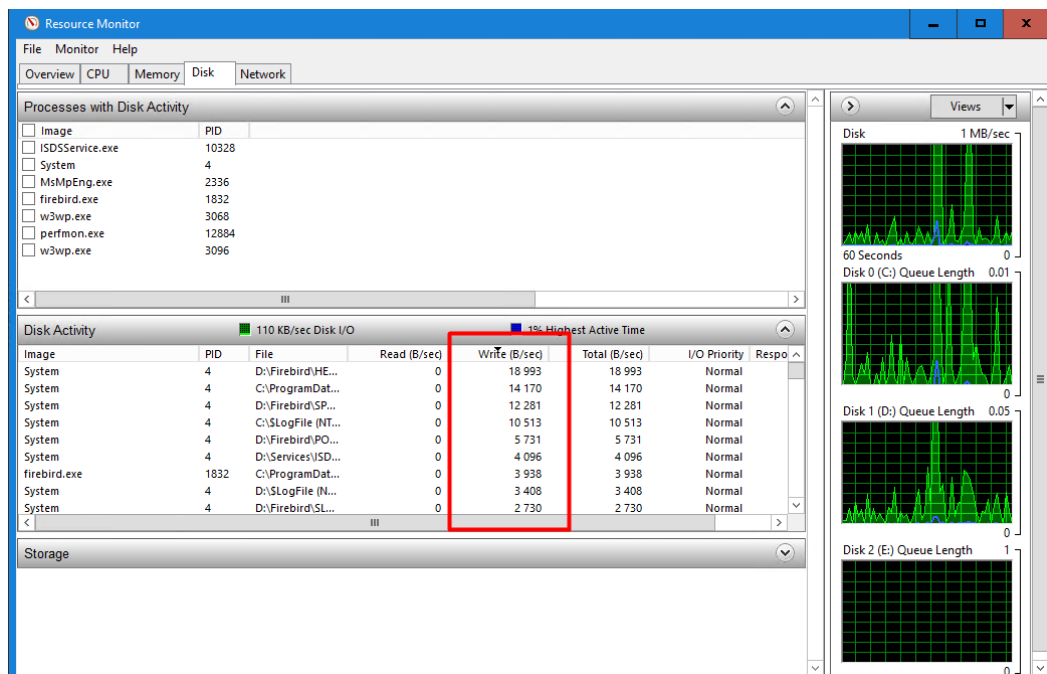 Resource Monitor
File Monitor Help
Overview CPU Memory Disk Network
Processes with Disk Activity
Image PID
ISDSService.exe 10328
System 4
MsMpEng.exe 2336
firebird.exe 1832
w3wp.exe 3068
perfmon.exe 12884
w3wp.exe 3096
Disk Activity 110 KB/sec Disk I/O 1% Highest Active Time
Image PID File Read (B/sec) Write (B/sec) Total (B/sec) I/O Priority Respo
System 4 D:\Firebird\HE... 0 18 993 18 993 Normal
System 4 C:\ProgramDat... 0 14 170 14 170 Normal
System 4 D:\Firebird\SP... 0 12 281 12 281 Normal
System 4 C:\$LogFile (NT... 0 10 513 10 513 Normal
System 4 D:\Firebird\PO... 0 5 731 5 731 Normal
System 4 D:\Services\ISD... 0 4 096 4 096 Normal
firebird.exe 1832 C:\ProgramDat... 0 3 938 3 938 Normal
System 4 D:\$LogFile (N... 0 3 408 3 408 Normal
System 4 D:\Firebird\SL... 0 2 730 2 730 Normal
Storage
Views
Disk 1 MB/sec
60 Seconds 0
Disk 0 (C:) Queue Length 0.01
0
Disk 1 (D:) Queue Length 0.05
0
Disk 2 (E:) Queue Length 1
0